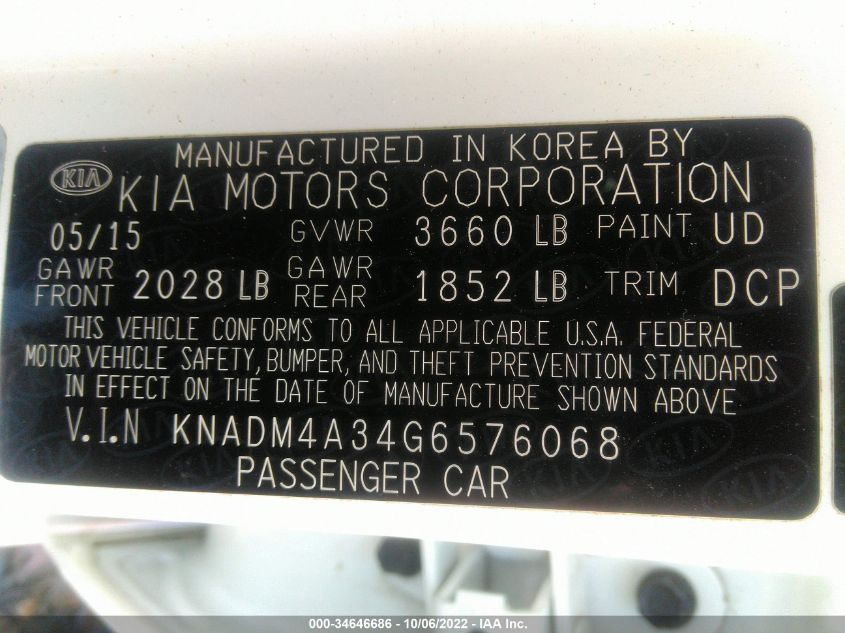 MANUFACTURED IN KOREA BY
KIA KIA MOTORS CORPORATION
05/15 GVWR 3660 LB PAINT UD
GAWR FRONT 2028 LB GAWR REAR 1852 LB TRIM DCP
THIS VEHICLE CONFORMS TO ALL APPLICABLE U.S.A. FEDERAL
MOTOR VEHICLE SAFETY, BUMPER, AND THEFT PREVENTION STANDARDS
IN EFFECT ON THE DATE OF MANUFACTURE SHOWN ABOVE
V.I.N KNADM4A34G6576068
PASSENGER CAR
000-34646686 - 10/06/2022 - IAA Inc.